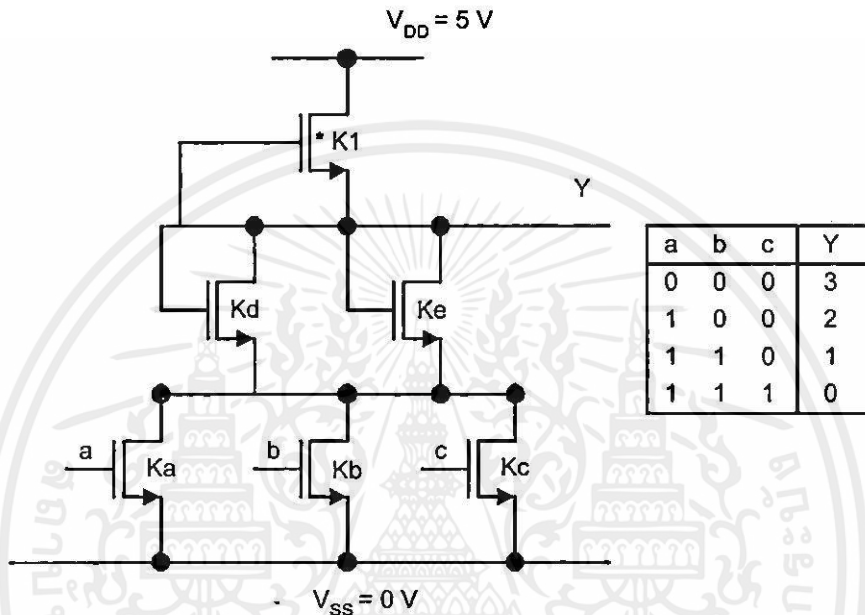 V_DD = 5 V
* K1
Y
Kd
Ke
a
Ka
b
Kb
c
Kc
V_SS = 0 V
a b c Y
0 0 0 3
1 0 0 2
1 1 0 1
1 1 1 0